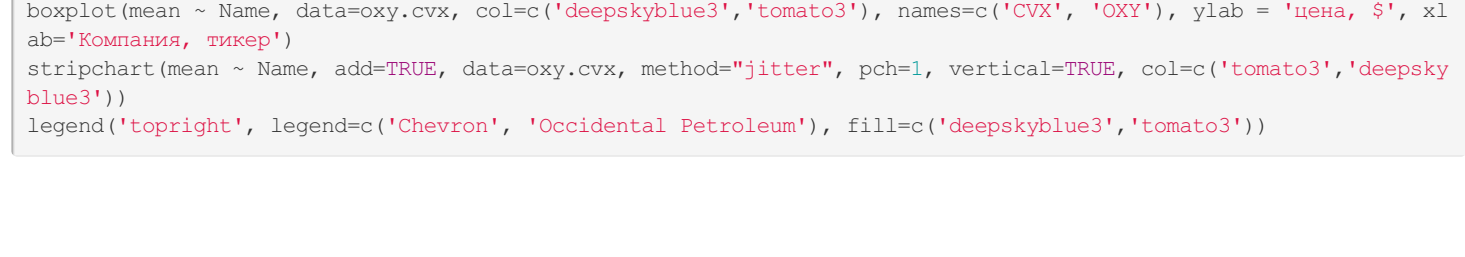 boxplot(mean ~ Name, data=oxy.cvx, col=c('deepskyblue3','tomato3'), names=c('CVX', 'OXY'), ylab = 'цена, $', xl
ab='Компания, тикер')
stripchart(mean ~ Name, add=TRUE, data=oxy.cvx, method="jitter", pch=1, vertical=TRUE, col=c('tomato3','deepsky
blue3'))
legend('topright', legend=c('Chevron', 'Occidental Petroleum'), fill=c('deepskyblue3','tomato3'))